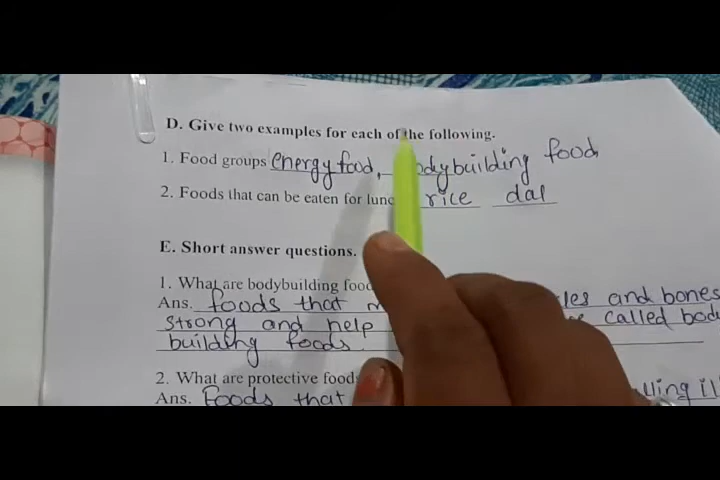 D. Give two examples for each of the following.
1. Food groups energy food, bodybuilding food
2. Foods that can be eaten for lunc rice dal
E. Short answer questions.
1. What are bodybuilding food
Ans. foods that les and bones
strong and help called body
building foods
2. What are protective food
Ans. Foods that